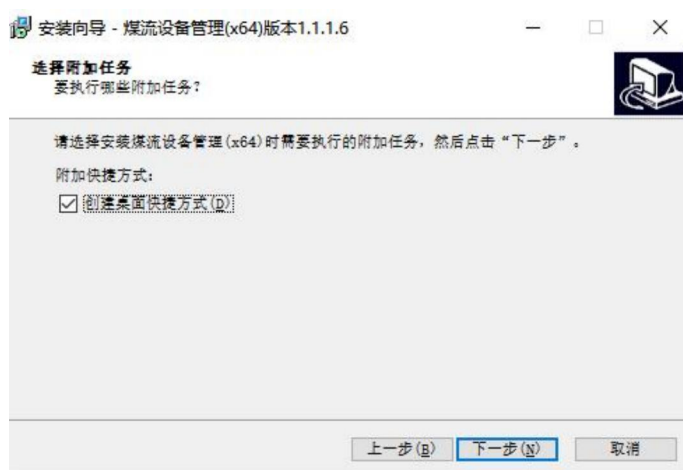 安装向导 - 煤流设备管理(x64)版本1.1.1.6
选择附加任务
要执行哪些附加任务?
请选择安装煤流设备管理(x64)时需要执行的附加任务，然后点击“下一步”。
附加快捷方式:
创建桌面快捷方式(D)
上一步(B) 下一步(N) 取消